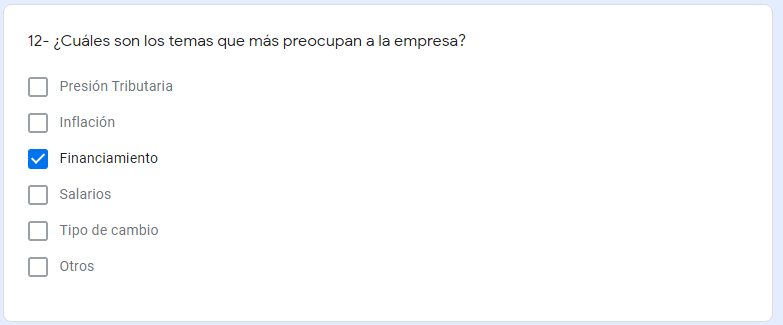 12- ¿Cuáles son los temas que más preocupan a la empresa?
Presión Tributaria
Inflación
Financiamiento
Salarios
Tipo de cambio
Otros